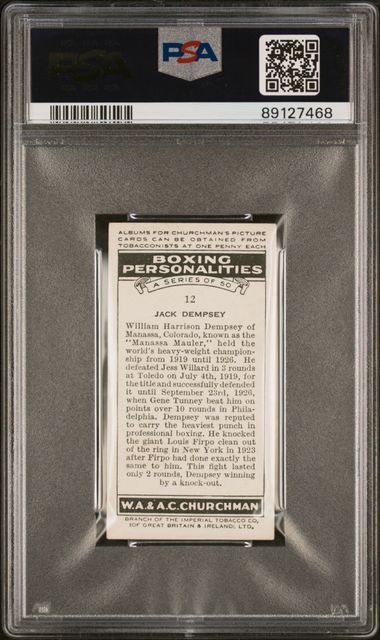 PSA
PSA
89127468
ALBUMS FOR CHURCHMAN'S PICTURE
CARDS CAN BE OBTAINED FROM
TOBACCONISTS AT ONE PENNY EACH
BOXING
PERSONALITIES
A SERIES OF 50
12
JACK DEMPSEY
William Harrison Dempsey of
Manassa, Colorado, known as the
"Manassa Mauler," held the
world's heavy-weight champion-
ship from 1919 until 1926. He
defeated Jess Willard in 3 rounds
at Toledo on July 4th, 1919, for
the title and successfully defended
it until September 23rd, 1926,
when Gene Tunney beat him on
points over 10 rounds in Phila-
delphia. Dempsey was reputed
to carry the heaviest punch in
professional boxing. He knocked
the giant Louis Firpo clean out
of the ring in New York in 1923
after Firpo had done exactly the
same to him. This fight lasted
only 2 rounds, Dempsey winning
by a knock-out.
W.A. & A.C. CHURCHMAN
BRANCH OF THE IMPERIAL TOBACCO CO,
(OF GREAT BRITAIN & IRELAND), LTD,